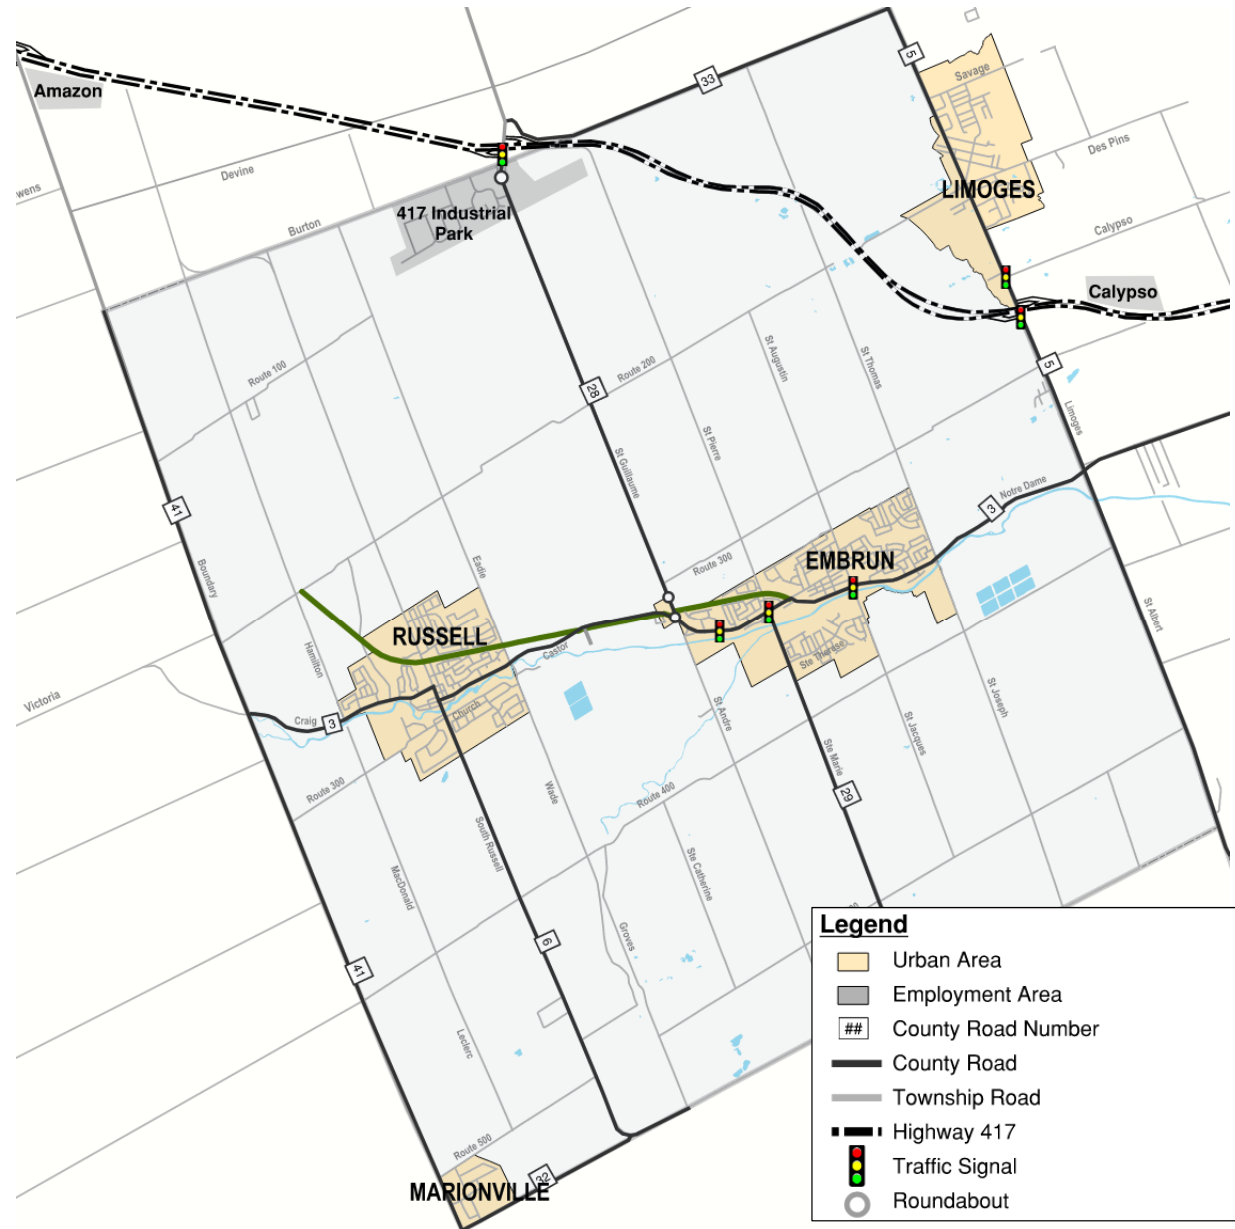 5
Savage
33
Amazon
Des Pins
Devine
wens
LIMOGES
417 Industrial
Park
Burton
Calypso
Calypso
St Augustin
St Thomas
Route 200
5
Route 100
28
Limoges
St Pierre
St Guillaume
Notre Dame
3
41
Route 300
EMBRUN
Eadie
Boundary
St Albert
RUSSELL
Castor
Ste Therese
Hamilton
Victoria
Craig
3
Church
St Andre
St Joseph
St Jacques
Ste Marie
Route 300
Wade
Route 400
29
South Russell
MacDonald
Ste Catherine
Groves
6
41
Leclerc
Route 500
32
MARIONVILLE
Legend
Urban Area
Employment Area
## County Road Number
County Road
Township Road
Highway 417
Traffic Signal
Roundabout